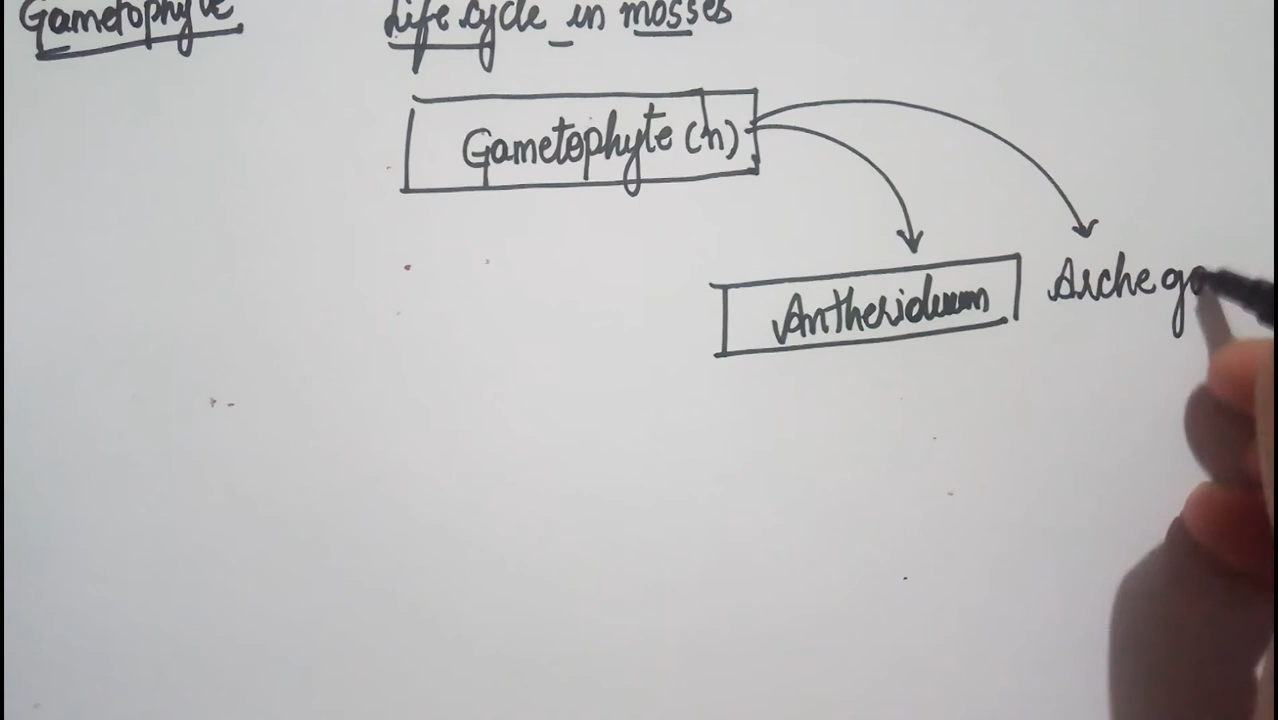 Gametophyte
Life cycle in mosses
Gametophyte (n)
Antheridium
Archego